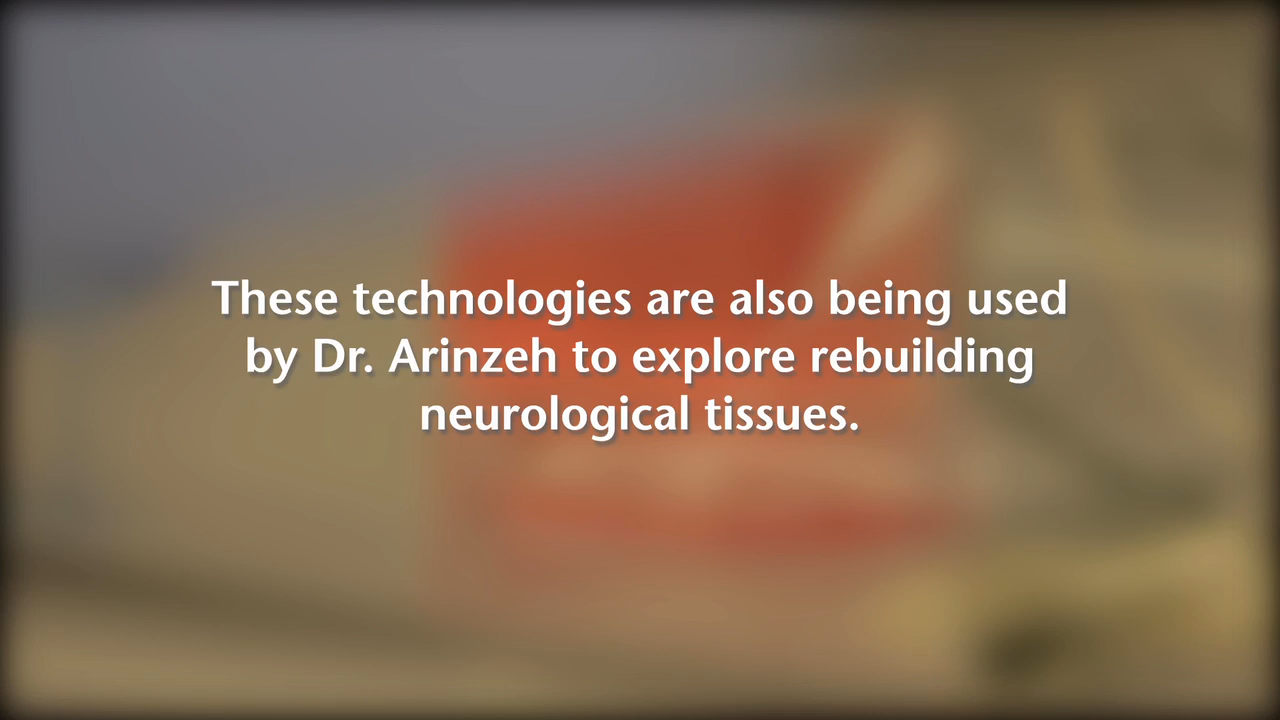 These technologies are also being used
by Dr. Arinzeh to explore rebuilding
neurological tissues.